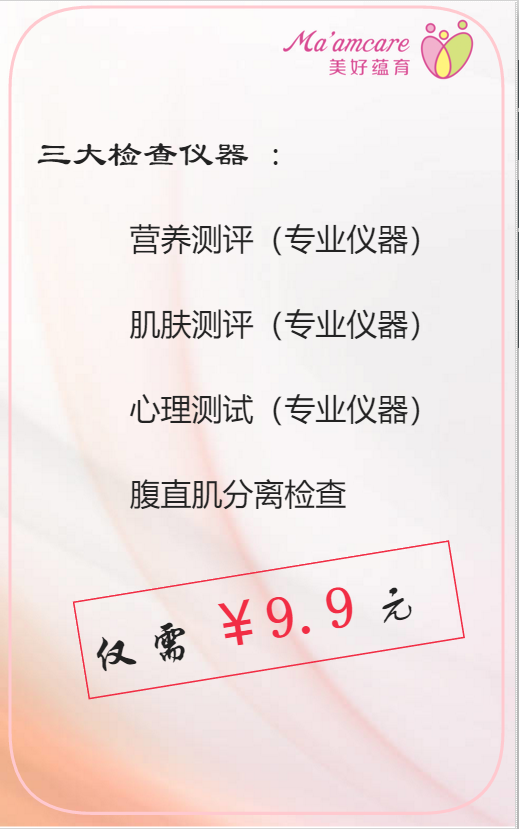 Ma'amcare
美好蕴育
三大检查仪器 :
营养测评（专业仪器）
肌肤测评（专业仪器）
心理测试（专业仪器）
腹直肌分离检查
仅需 ¥9.9 元